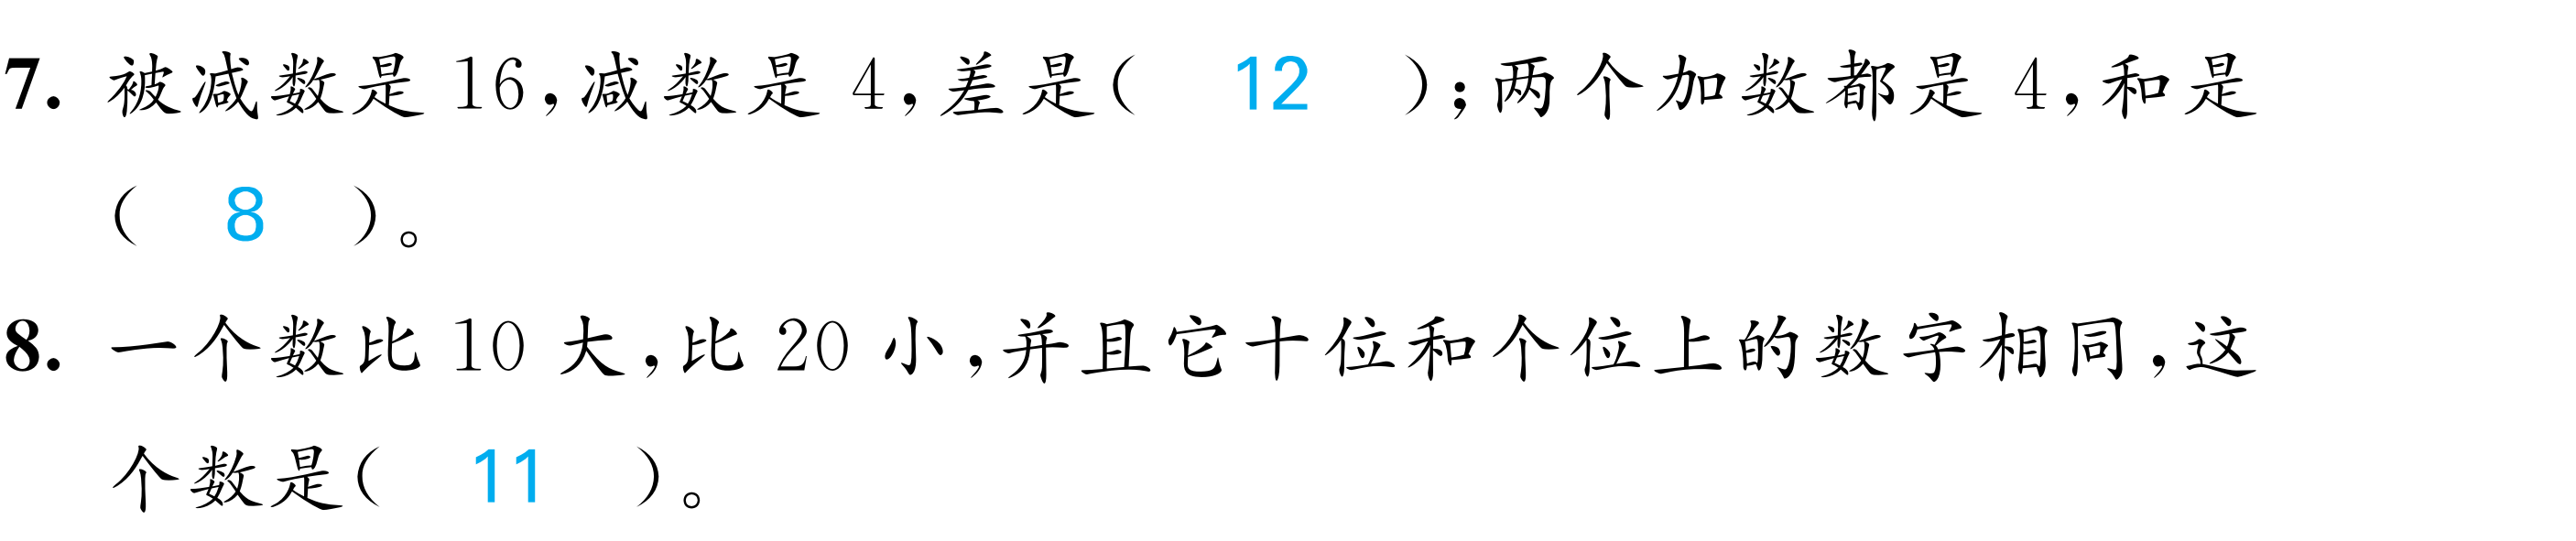 7. 被减数是 16,减数是 4,差是( 12 );两个加数都是 4,和是
( 8 )。
8. 一个数比 10 大,比 20 小,并且它十位和个位上的数字相同,这
个数是( 11 )。